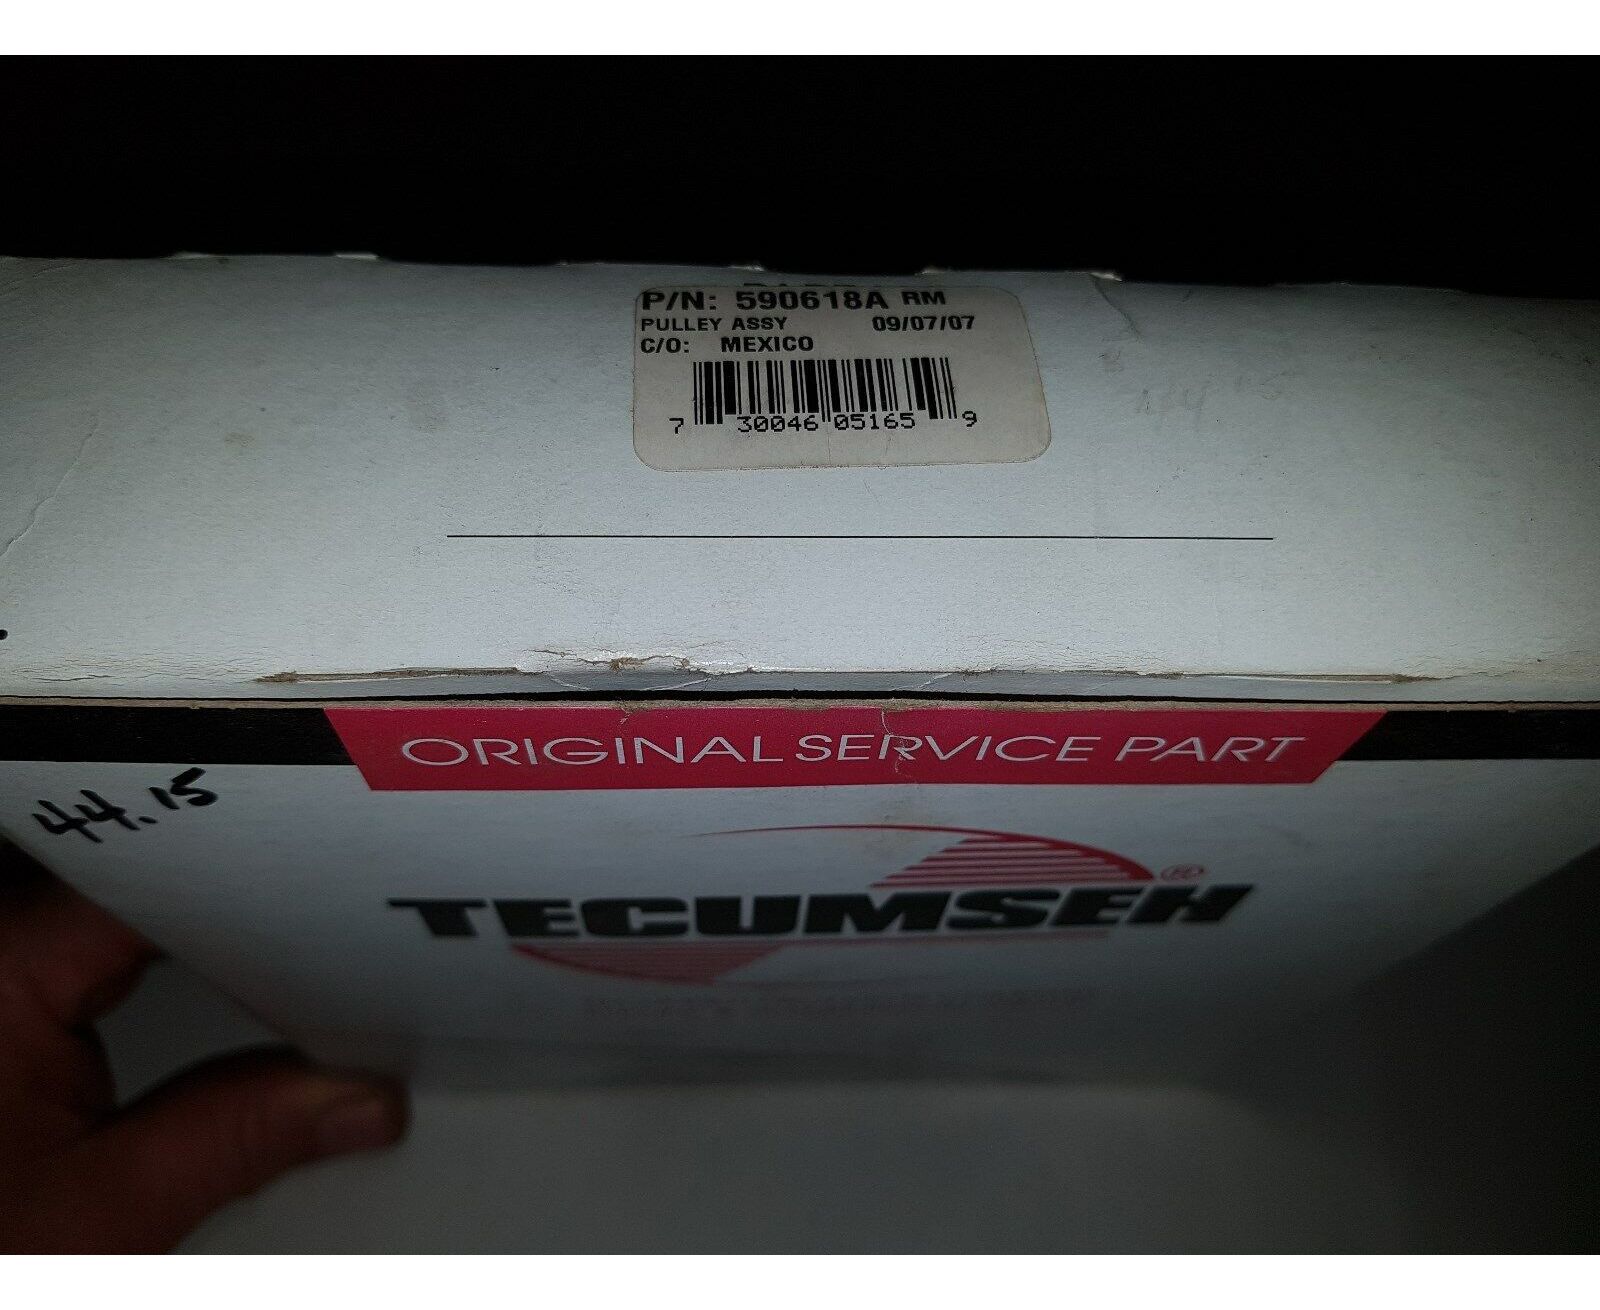 P/N: 590618A RM
PULLEY ASSY 09/07/07
C/O: MEXICO
7 30046 05165 9
ORIGINAL SERVICE PART
44.15
TECUMSEH ®